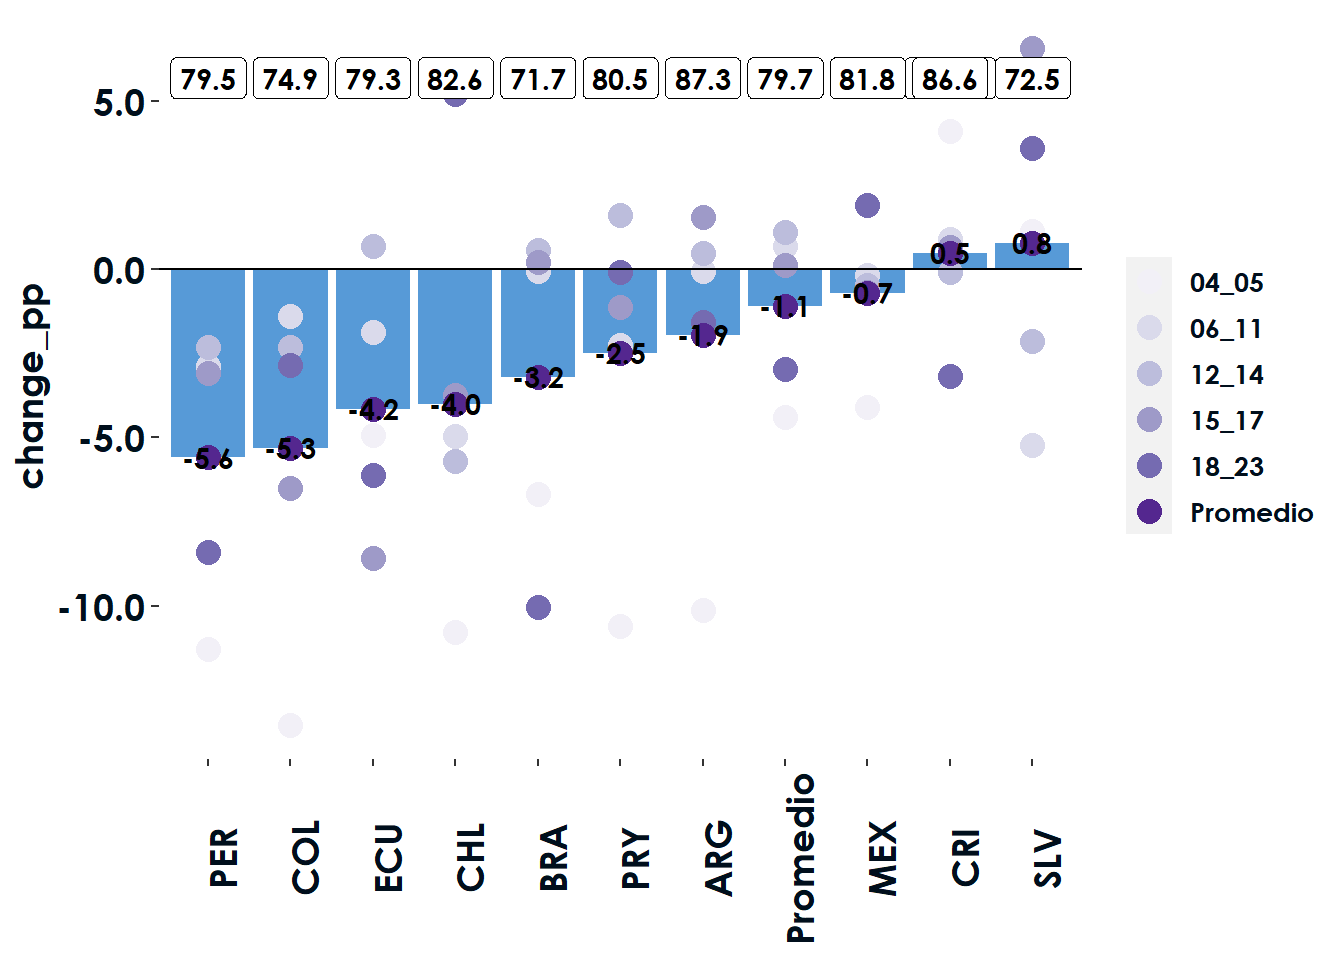 79.5 74.9 79.3 82.6 71.7 80.5 87.3 79.7 81.8 86.6 72.5
change_pp
5.0
0.0
-5.0
-10.0
-5.6 -5.3 -4.2 -4.0 -3.2 -2.5 -1.9 -1.1 -0.7 0.5 0.8
PER COL ECU CHL BRA PRY ARG Promedio MEX CRI SLV
04_05
06_11
12_14
15_17
18_23
Promedio